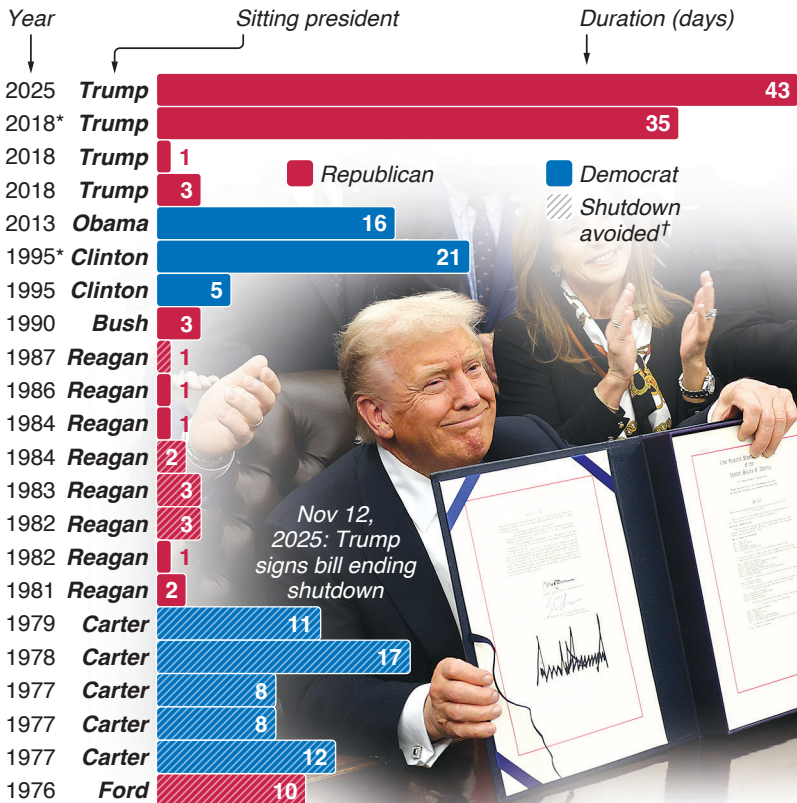 Year Sitting president Duration (days)
2025 Trump 43
2018* Trump 35
2018 Trump 1
2018 Trump 3
Republican
Democrat
Shutdown
avoided†
2013 Obama 16
1995* Clinton 21
1995 Clinton 5
1990 Bush 3
1987 Reagan 1
1986 Reagan 1
1984 Reagan 1
1984 Reagan 2
1983 Reagan 3
1982 Reagan 3
1982 Reagan 1
1981 Reagan 2
Nov 12,
2025: Trump
signs bill ending
shutdown
1979 Carter 11
1978 Carter 17
1977 Carter 8
1977 Carter 8
1977 Carter 12
1976 Ford 10